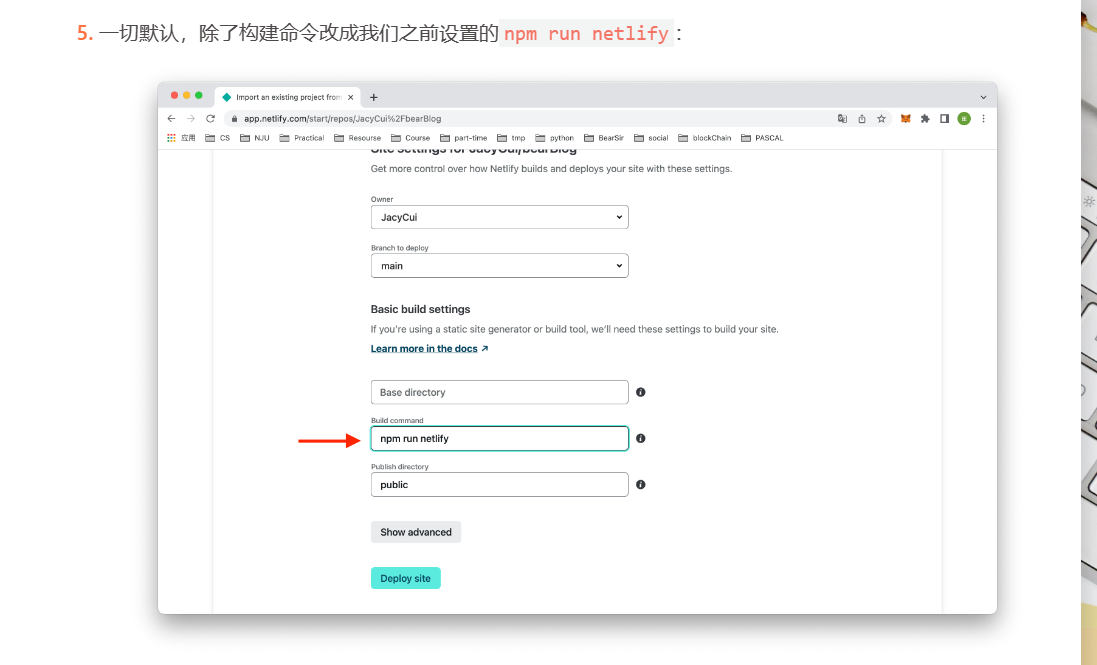 5. 一切默认，除了构建命令改成我们之前设置的 npm run netlify：
Import an existing project from
app.netlify.com/start/repos/JacyCui%2FbearBlog
应用 CS NJU Practical Resourse Course part-time tmp python BearSir social blockChain PASCAL
Site settings for JacyCui/bearBlog
Get more control over how Netlify builds and deploys your site with these settings.
Owner
JacyCui
Branch to deploy
main
Basic build settings
If you're using a static site generator or build tool, we'll need these settings to build your site.
Learn more in the docs ↗
Base directory
Build command
npm run netlify
Publish directory
public
Show advanced
Deploy site